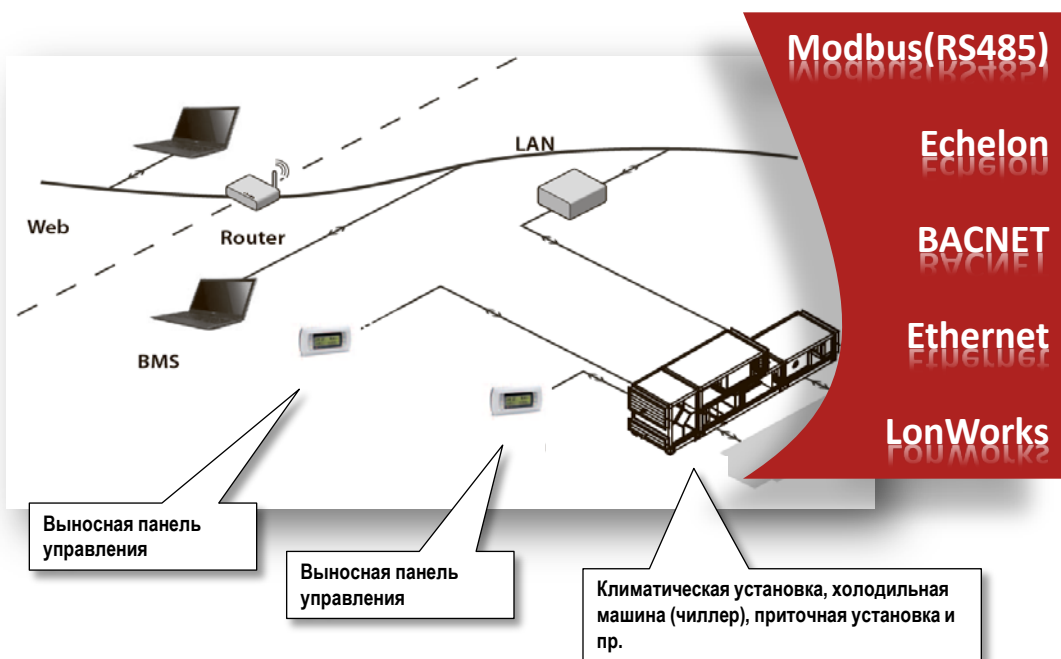 Modbus(RS485)
Echelon
BACNET
Ethernet
LonWorks
LAN
Web
Router
BMS
Выносная панель
управления
Выносная панель
управления
Климатическая установка, холодильная
машина (чиллер), приточная установка и
пр.